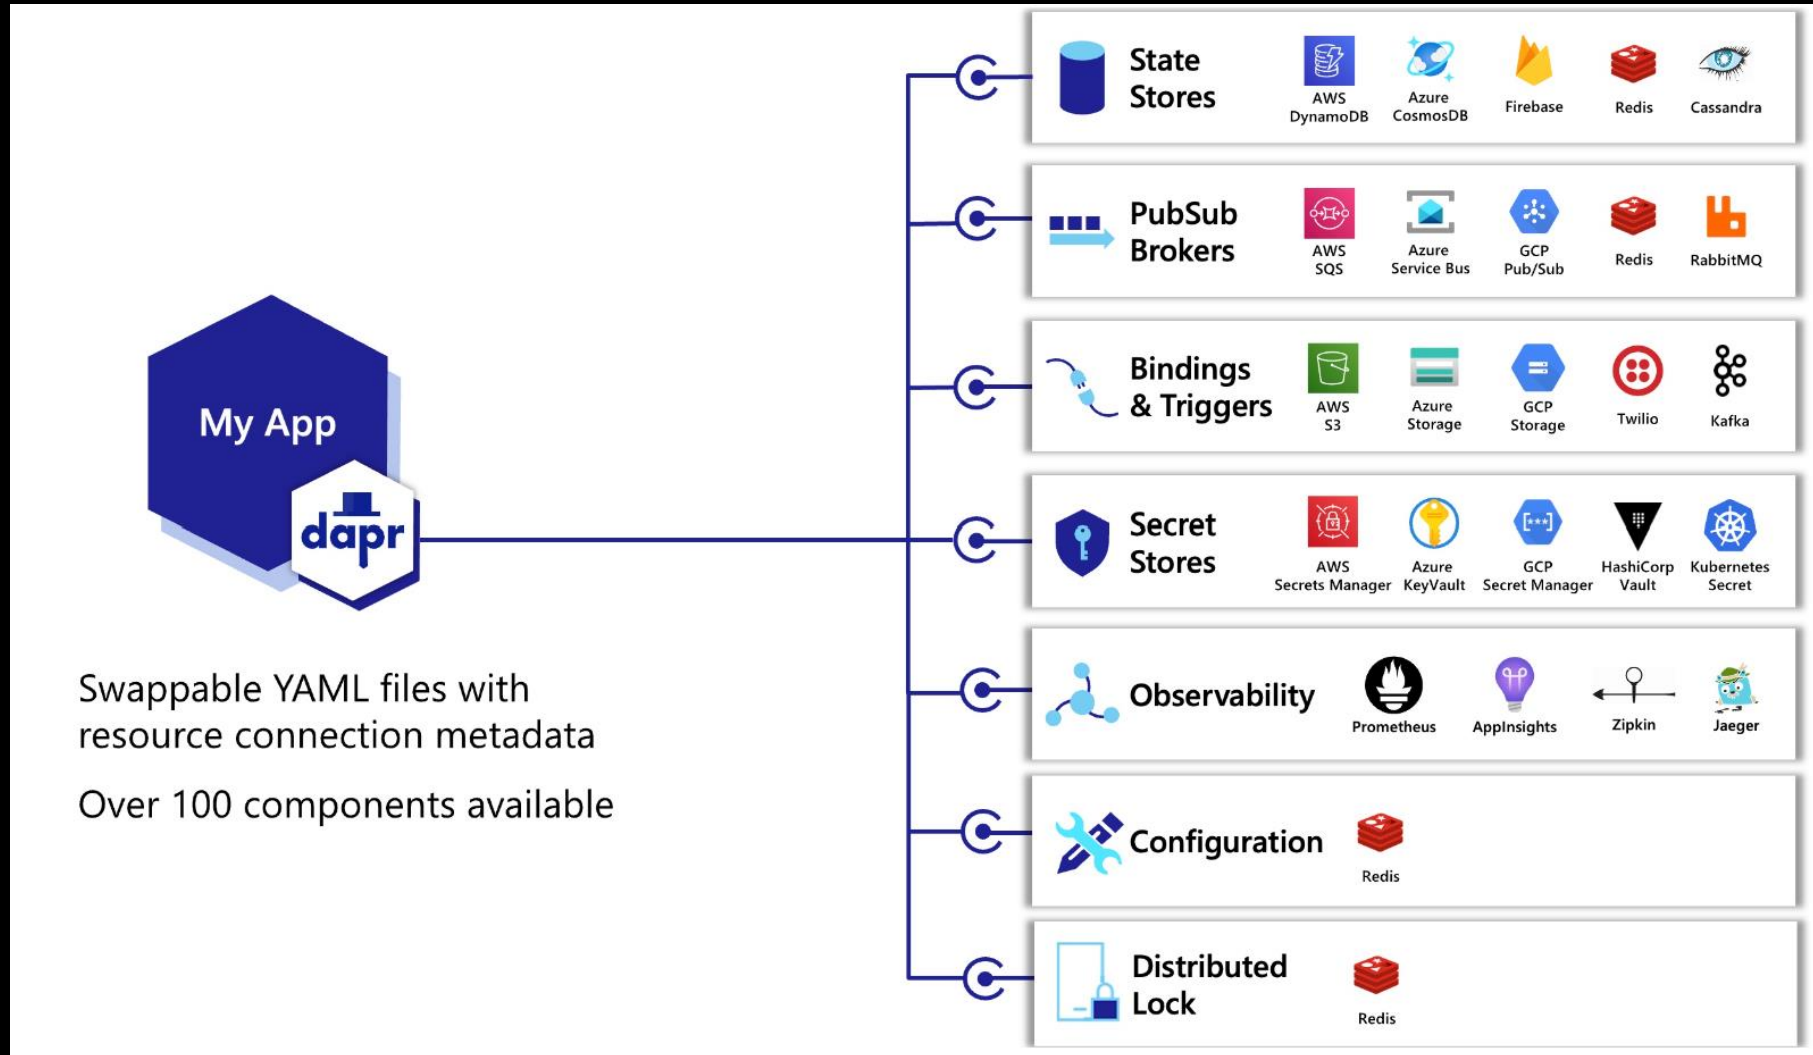 My App
dapr
Swappable YAML files with
resource connection metadata
Over 100 components available
State
Stores
AWS
DynamoDB
Azure
CosmosDB
Firebase
Redis
Cassandra
PubSub
Brokers
AWS
SQS
Azure
Service Bus
GCP
Pub/Sub
Redis
RabbitMQ
Bindings
& Triggers
AWS
S3
Azure
Storage
GCP
Storage
Twilio
Kafka
Secret
Stores
AWS
Secrets Manager
Azure
KeyVault
GCP
Secret Manager
HashiCorp
Vault
Kubernetes
Secret
Observability
Prometheus
AppInsights
Zipkin
Jaeger
Configuration
Redis
Distributed
Lock
Redis